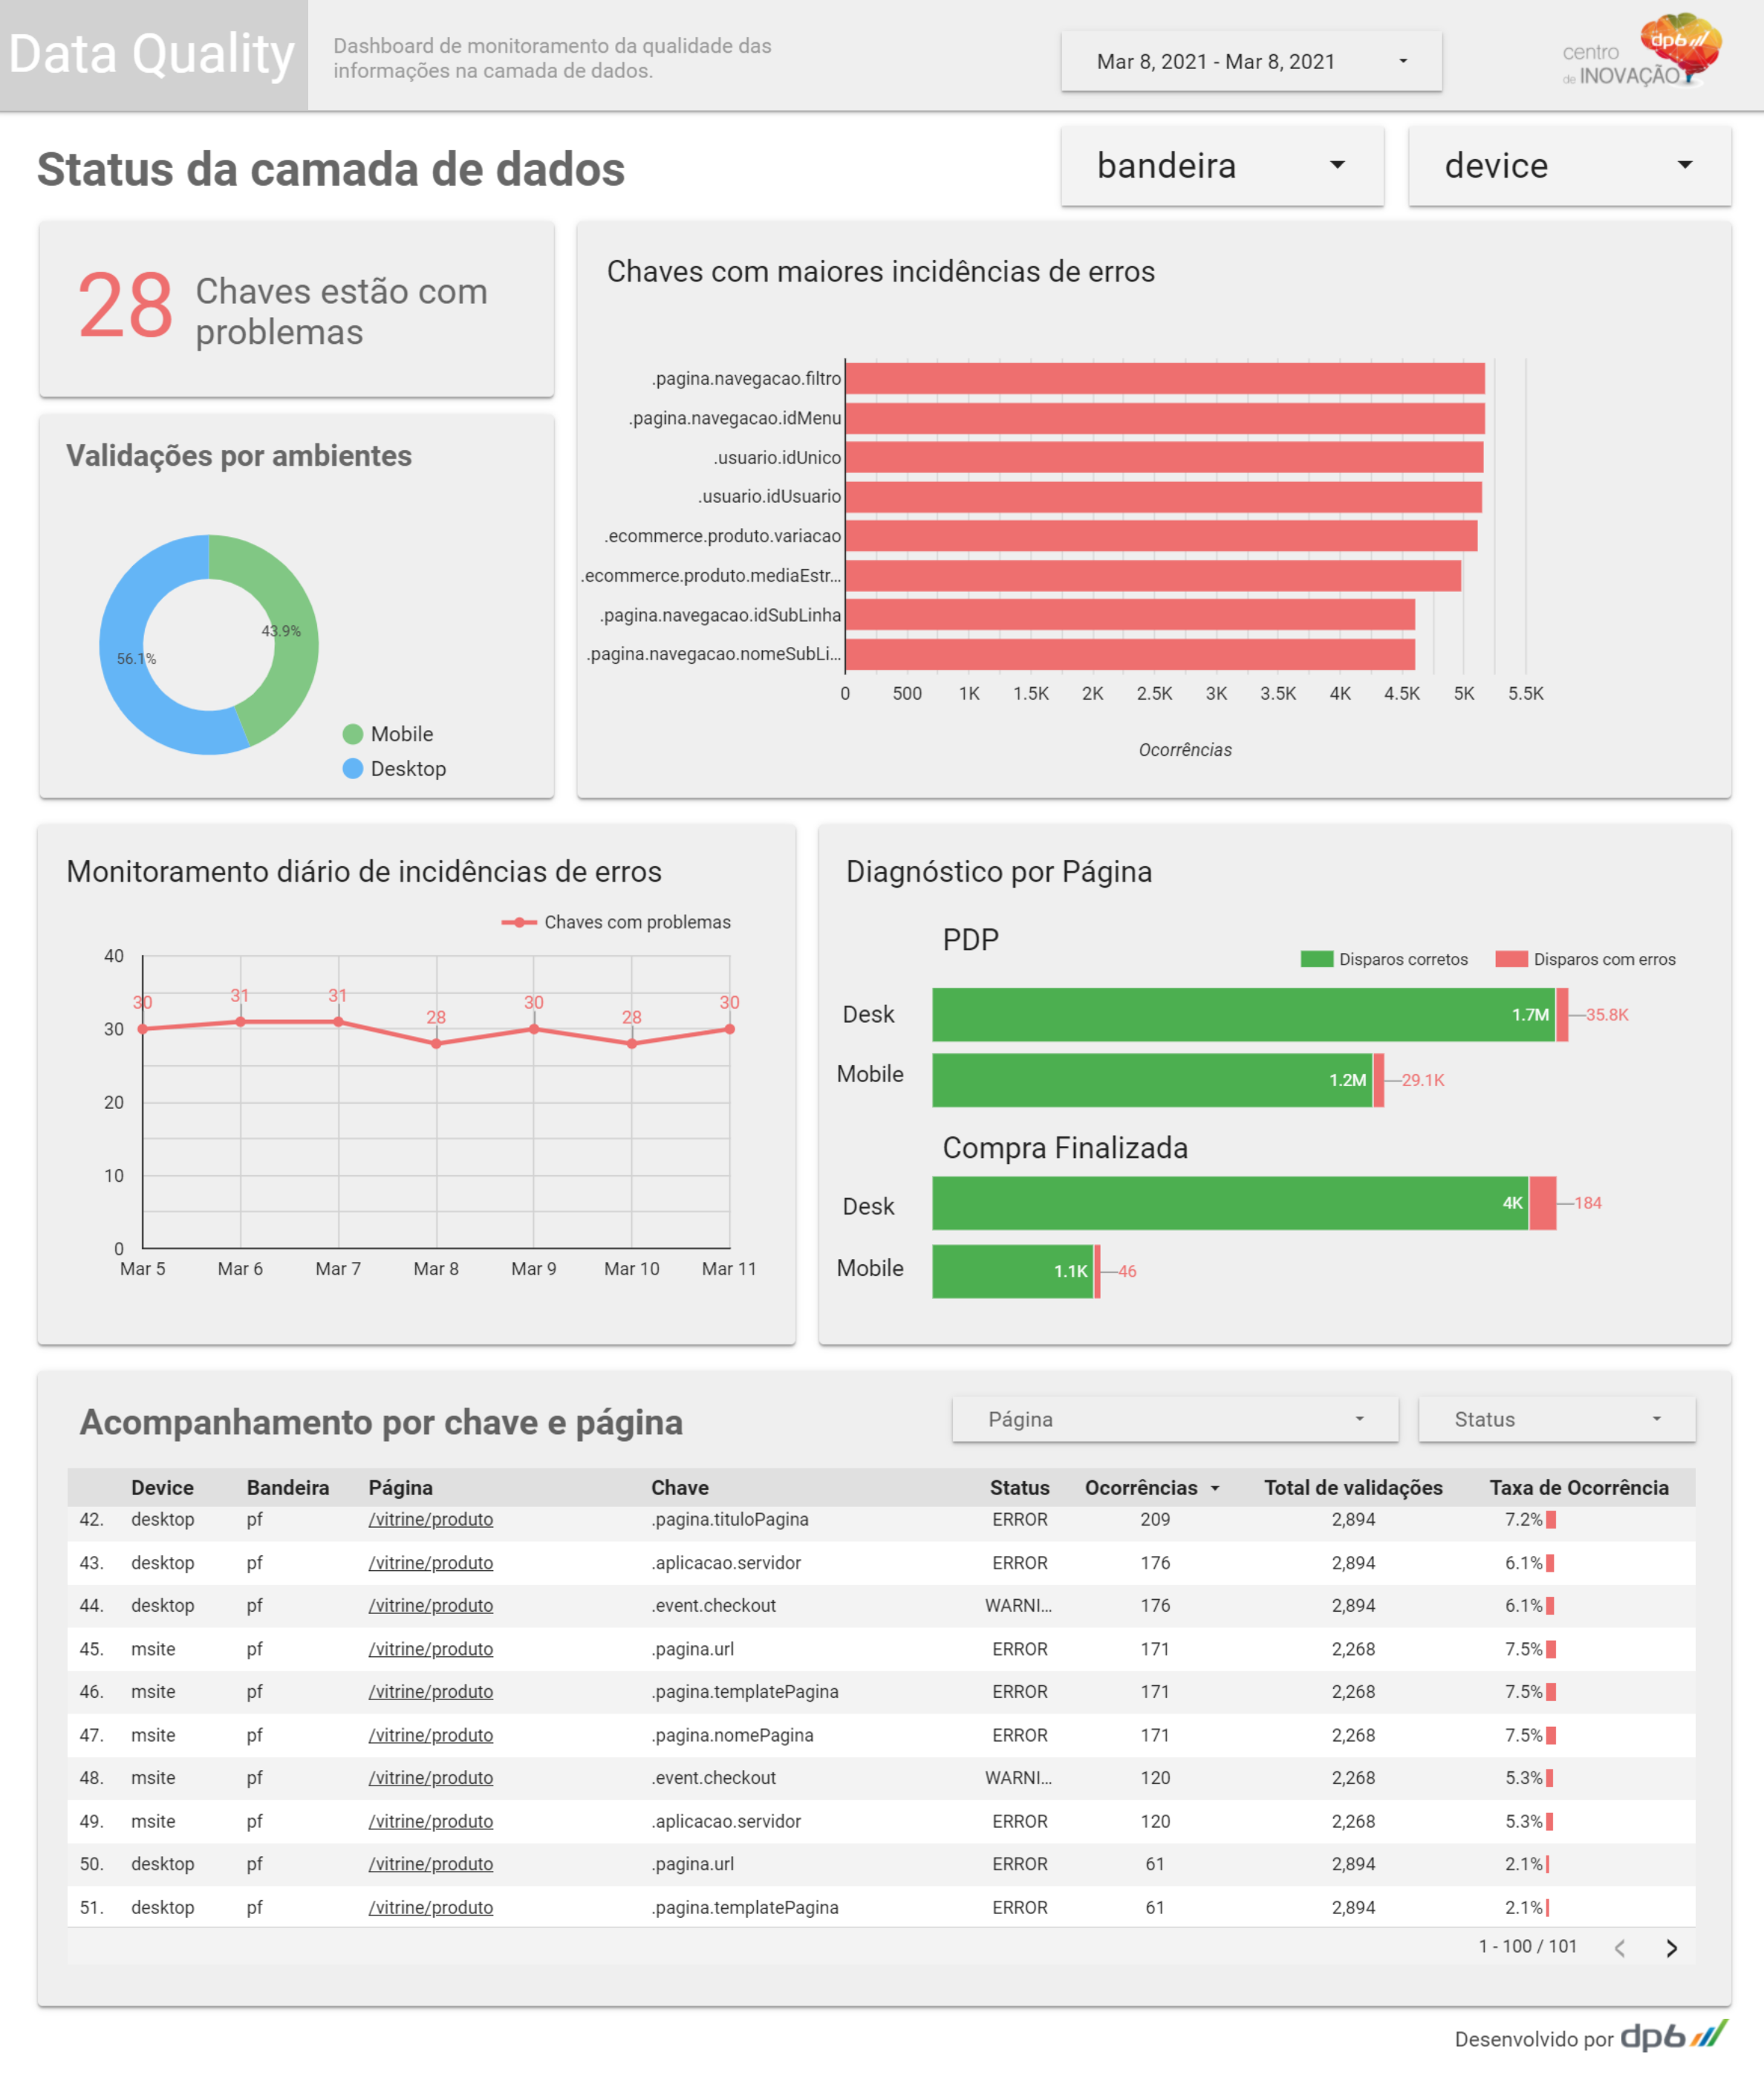 Data Quality
Dashboard de monitoramento da qualidade das
informações na camada de dados.
Mar 8, 2021 - Mar 8, 2021
centro
de INOVAÇÃO
dp6
Status da camada de dados
bandeira
device
28
Chaves estão com
problemas
Validações por ambientes
43.9%
56.1%
Mobile
Desktop
Chaves com maiores incidências de erros
.pagina.navegacao.filtro
.pagina.navegacao.idMenu
.usuario.idUnico
.usuario.idUsuario
.ecommerce.produto.variacao
.ecommerce.produto.mediaEstr...
.pagina.navegacao.idSubLinha
.pagina.navegacao.nomeSubLi...
0 500 1K 1.5K 2K 2.5K 3K 3.5K 4K 4.5K 5K 5.5K
Ocorrências
Monitoramento diário de incidências de erros
Chaves com problemas
40
30
20
10
0
30 31 31 28 30 28 30
Mar 5 Mar 6 Mar 7 Mar 8 Mar 9 Mar 10 Mar 11
Diagnóstico por Página
PDP
Disparos corretos Disparos com erros
Desk 1.7M 35.8K
Mobile 1.2M 29.1K
Compra Finalizada
Desk 4K 184
Mobile 1.1K 46
Acompanhamento por chave e página
Página
Status
Device Bandeira Página Chave Status Ocorrências Total de validações Taxa de Ocorrência
42. desktop pf /vitrine/produto .pagina.tituloPagina ERROR 209 2,894 7.2%
43. desktop pf /vitrine/produto .aplicacao.servidor ERROR 176 2,894 6.1%
44. desktop pf /vitrine/produto .event.checkout WARNI... 176 2,894 6.1%
45. msite pf /vitrine/produto .pagina.url ERROR 171 2,268 7.5%
46. msite pf /vitrine/produto .pagina.templatePagina ERROR 171 2,268 7.5%
47. msite pf /vitrine/produto .pagina.nomePagina ERROR 171 2,268 7.5%
48. msite pf /vitrine/produto .event.checkout WARNI... 120 2,268 5.3%
49. msite pf /vitrine/produto .aplicacao.servidor ERROR 120 2,268 5.3%
50. desktop pf /vitrine/produto .pagina.url ERROR 61 2,894 2.1%
51. desktop pf /vitrine/produto .pagina.templatePagina ERROR 61 2,894 2.1%
1 - 100 / 101
Desenvolvido por dp6